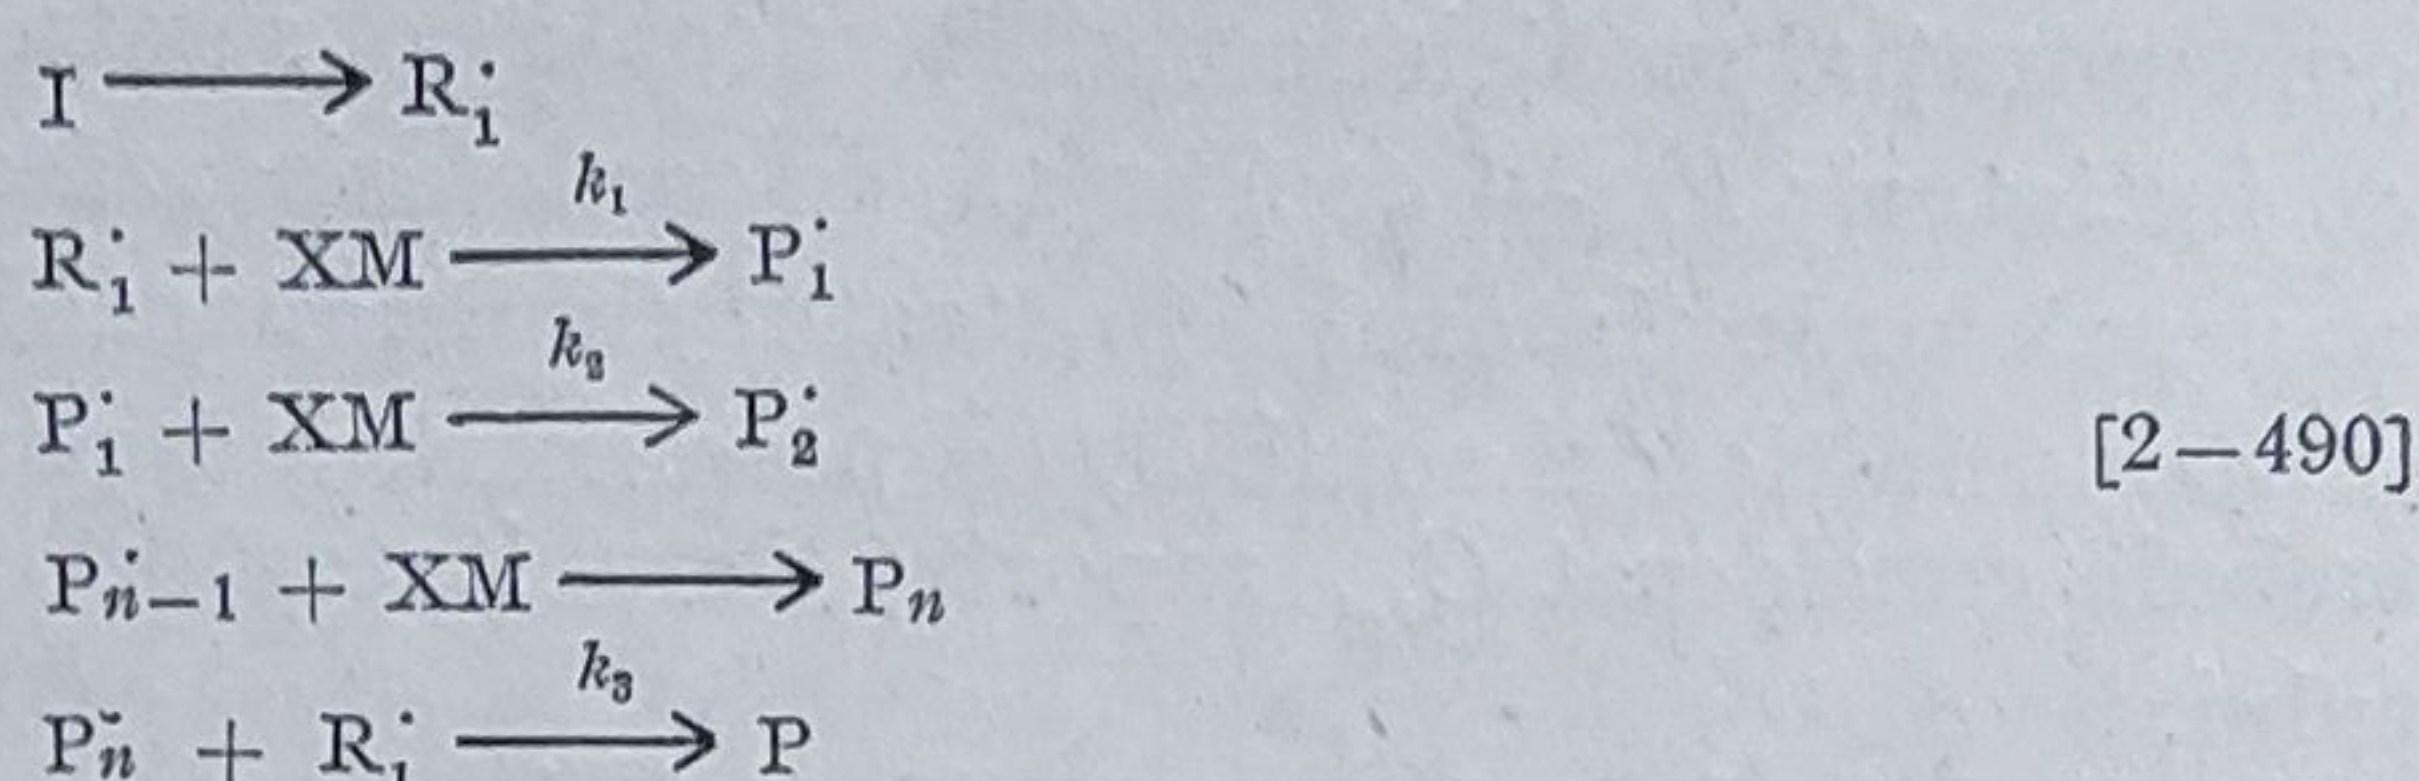 I ⟶ R₁˙
k₁
R₁˙ + XM ⟶ P₁˙
k₂
P₁˙ + XM ⟶ P₂˙ [2–490]
Pₙ˙₋₁ + XM ⟶ Pₙ
k₃
Pₙ˙ + R₁˙ ⟶ P